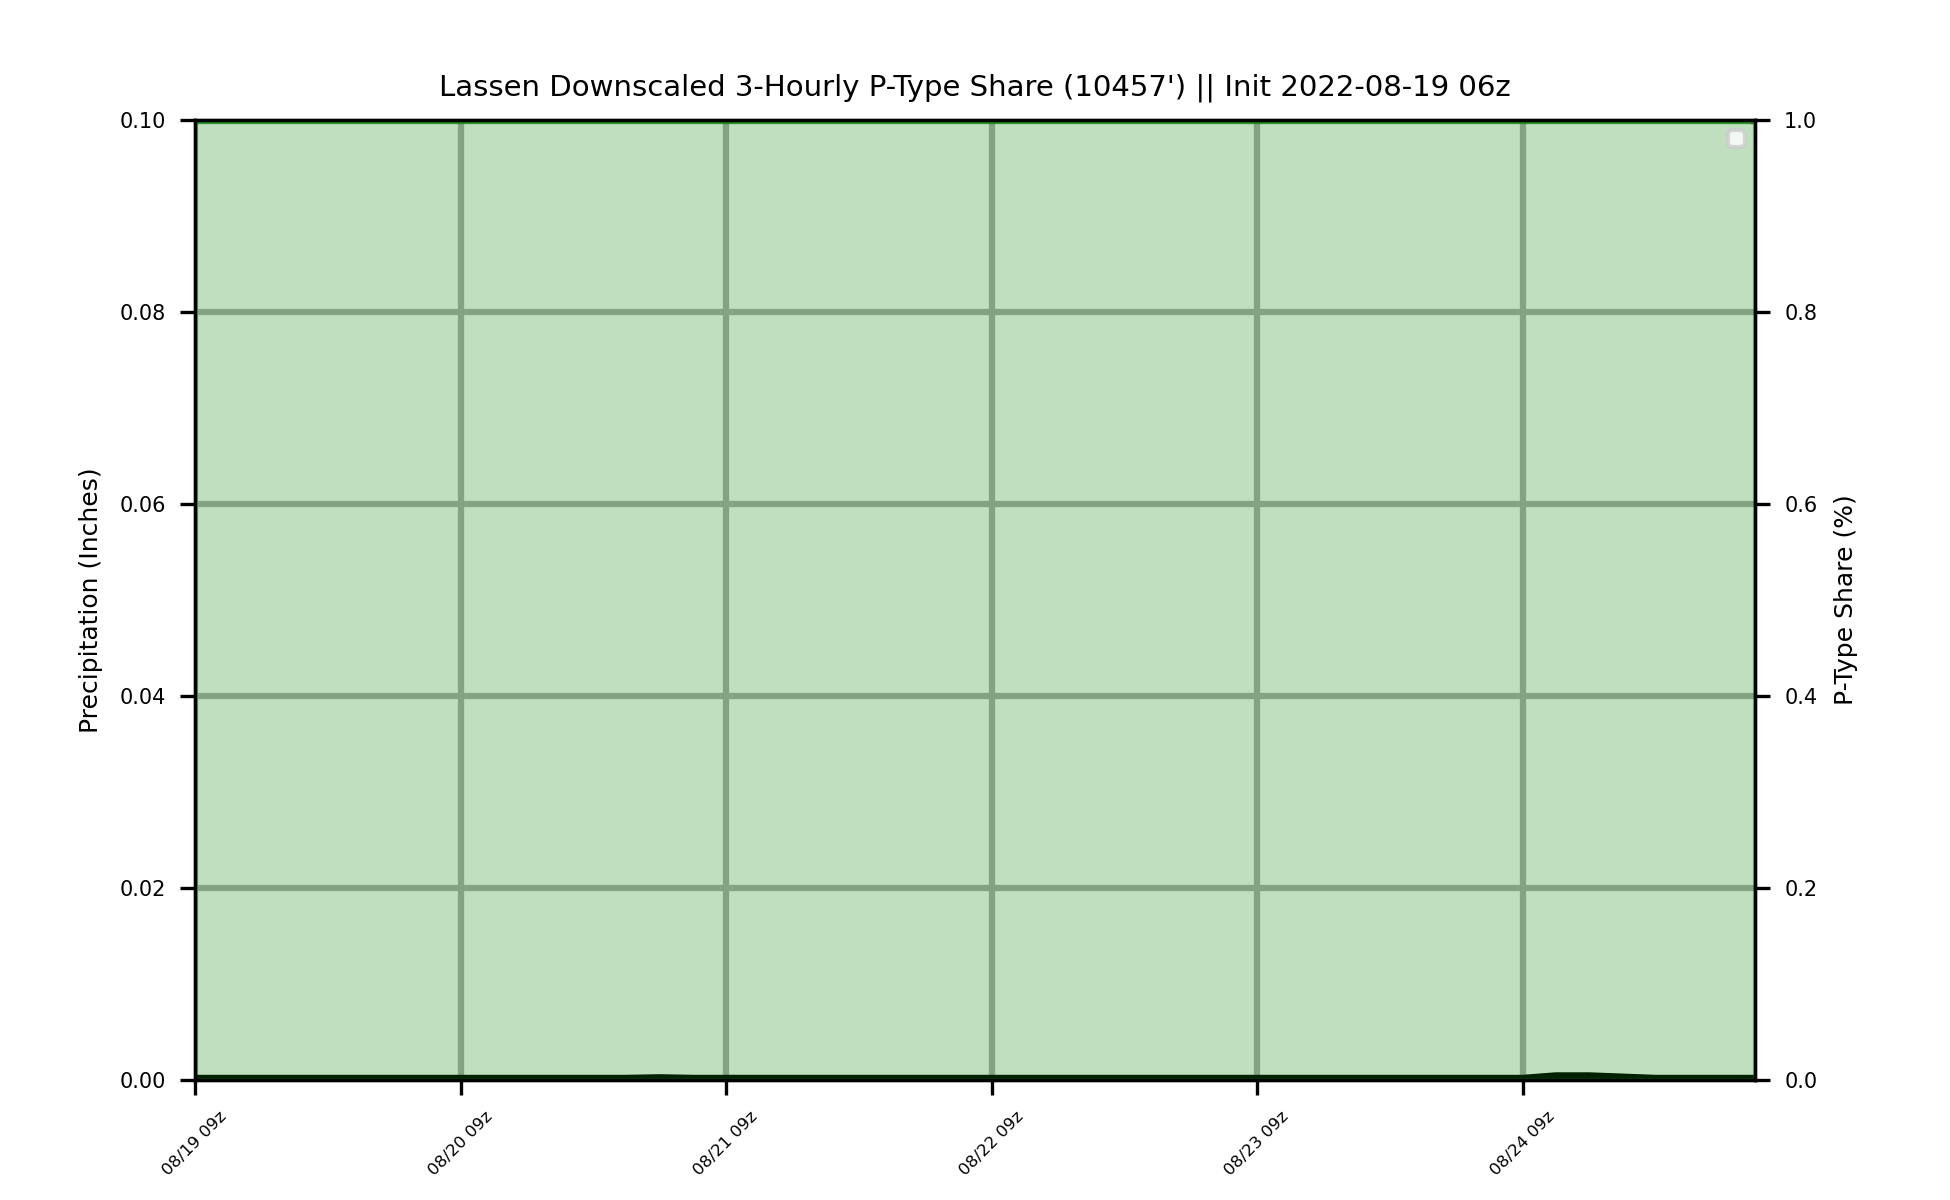 Lassen Downscaled 3-Hourly P-Type Share (10457') || Init 2022-08-19 06z
Precipitation (Inches)
0.10
0.08
0.06
0.04
0.02
0.00
1.0
0.8
0.6
0.4
0.2
0.0
P-Type Share (%)
08/19 09z
08/20 09z
08/21 09z
08/22 09z
08/23 09z
08/24 09z